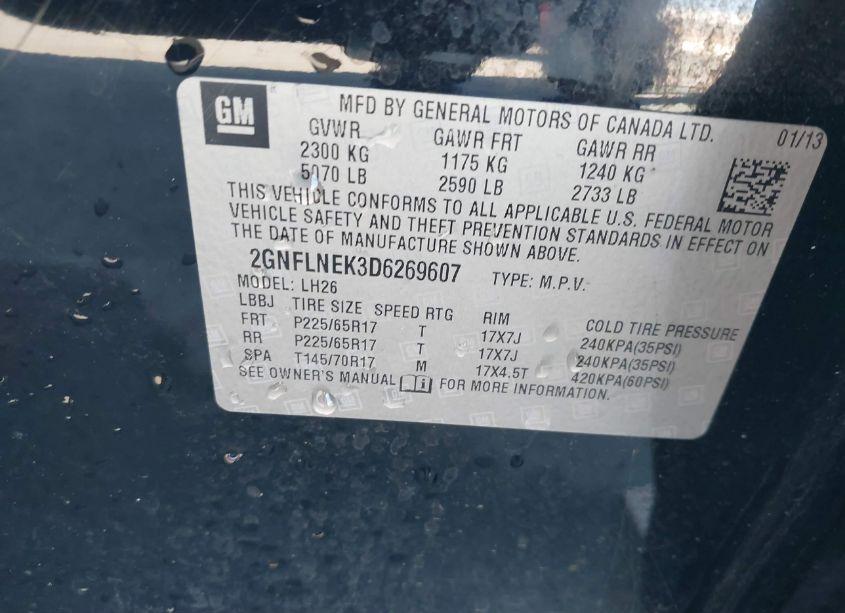 GM
MFD BY GENERAL MOTORS OF CANADA LTD. 01/13
GVWR GAWR FRT GAWR RR
2300 KG 1175 KG 1240 KG
5070 LB 2590 LB 2733 LB
THIS VEHICLE CONFORMS TO ALL APPLICABLE U.S. FEDERAL MOTOR
VEHICLE SAFETY AND THEFT PREVENTION STANDARDS IN EFFECT ON
THE DATE OF MANUFACTURE SHOWN ABOVE.
2GNFLNEK3D6269607 TYPE: M.P.V.
MODEL: LH26
LBBJ TIRE SIZE SPEED RTG RIM COLD TIRE PRESSURE
FRT P225/65R17 T 17X7J 240KPA(35PSI)
RR P225/65R17 T 17X7J 240KPA(35PSI)
SPA T145/70R17 M 17X4.5T 420KPA(60PSI)
SEE OWNER'S MANUAL FOR MORE INFORMATION.